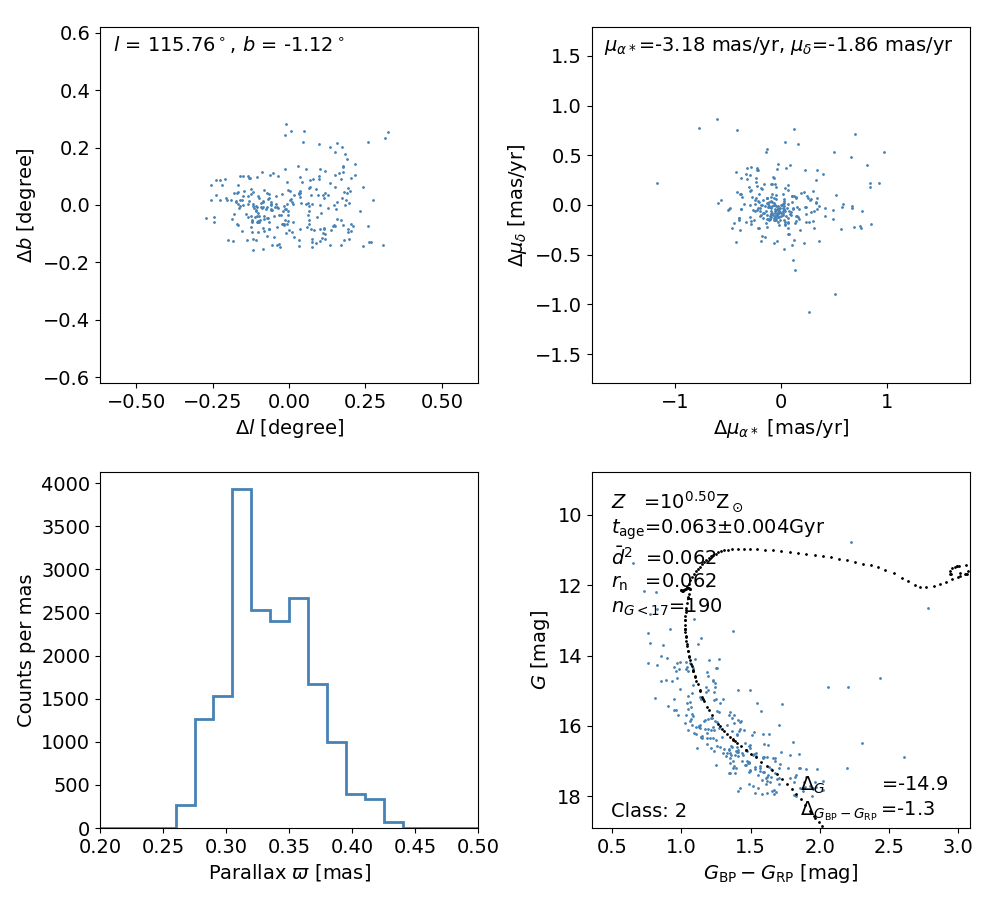 l = 115.76°, b = -1.12°
0.6
0.4
0.2
0.0
−0.2
−0.4
−0.6
−0.50 −0.25 0.00 0.25 0.50
Δl [degree]
Δb [degree]
μα*=-3.18 mas/yr, μδ=-1.86 mas/yr
1.5
1.0
0.5
0.0
−0.5
−1.0
−1.5
−1 0 1
Δμα* [mas/yr]
Δμδ [mas/yr]
4000
3500
3000
2500
2000
1500
1000
500
0
0.20 0.25 0.30 0.35 0.40 0.45 0.50
Parallax ϖ [mas]
Counts per mas
Z =10^0.50 Z⊙
tage=0.063±0.004Gyr
d̄² =0.062
rn =0.062
nG<17=190
ΔG =-14.9
ΔGBP−GRP=-1.3
Class: 2
10
12
14
16
18
0.5 1.0 1.5 2.0 2.5 3.0
GBP − GRP [mag]
G [mag]